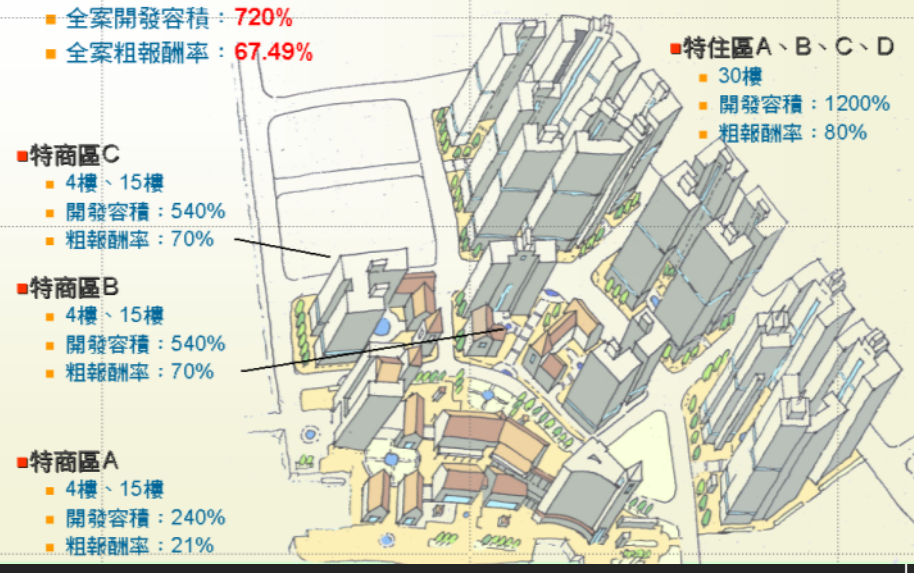 全案開發容積：720%
全案粗報酬率：67.49%
特住區A、B、C、D
30樓
開發容積：1200%
粗報酬率：80%
特商區C
4樓、15樓
開發容積：540%
粗報酬率：70%
特商區B
4樓、15樓
開發容積：540%
粗報酬率：70%
特商區A
4樓、15樓
開發容積：240%
粗報酬率：21%